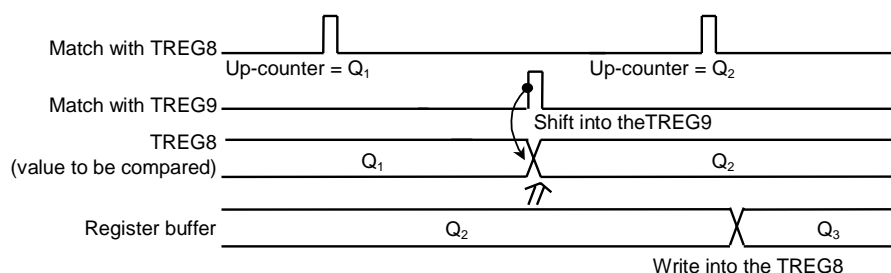 Match with TREG8
Up-counter = Q1
Up-counter = Q2
Match with TREG9
Shift into theTREG9
TREG8
(value to be compared)
Q1
Q2
Register buffer
Q2
Q3
Write into the TREG8